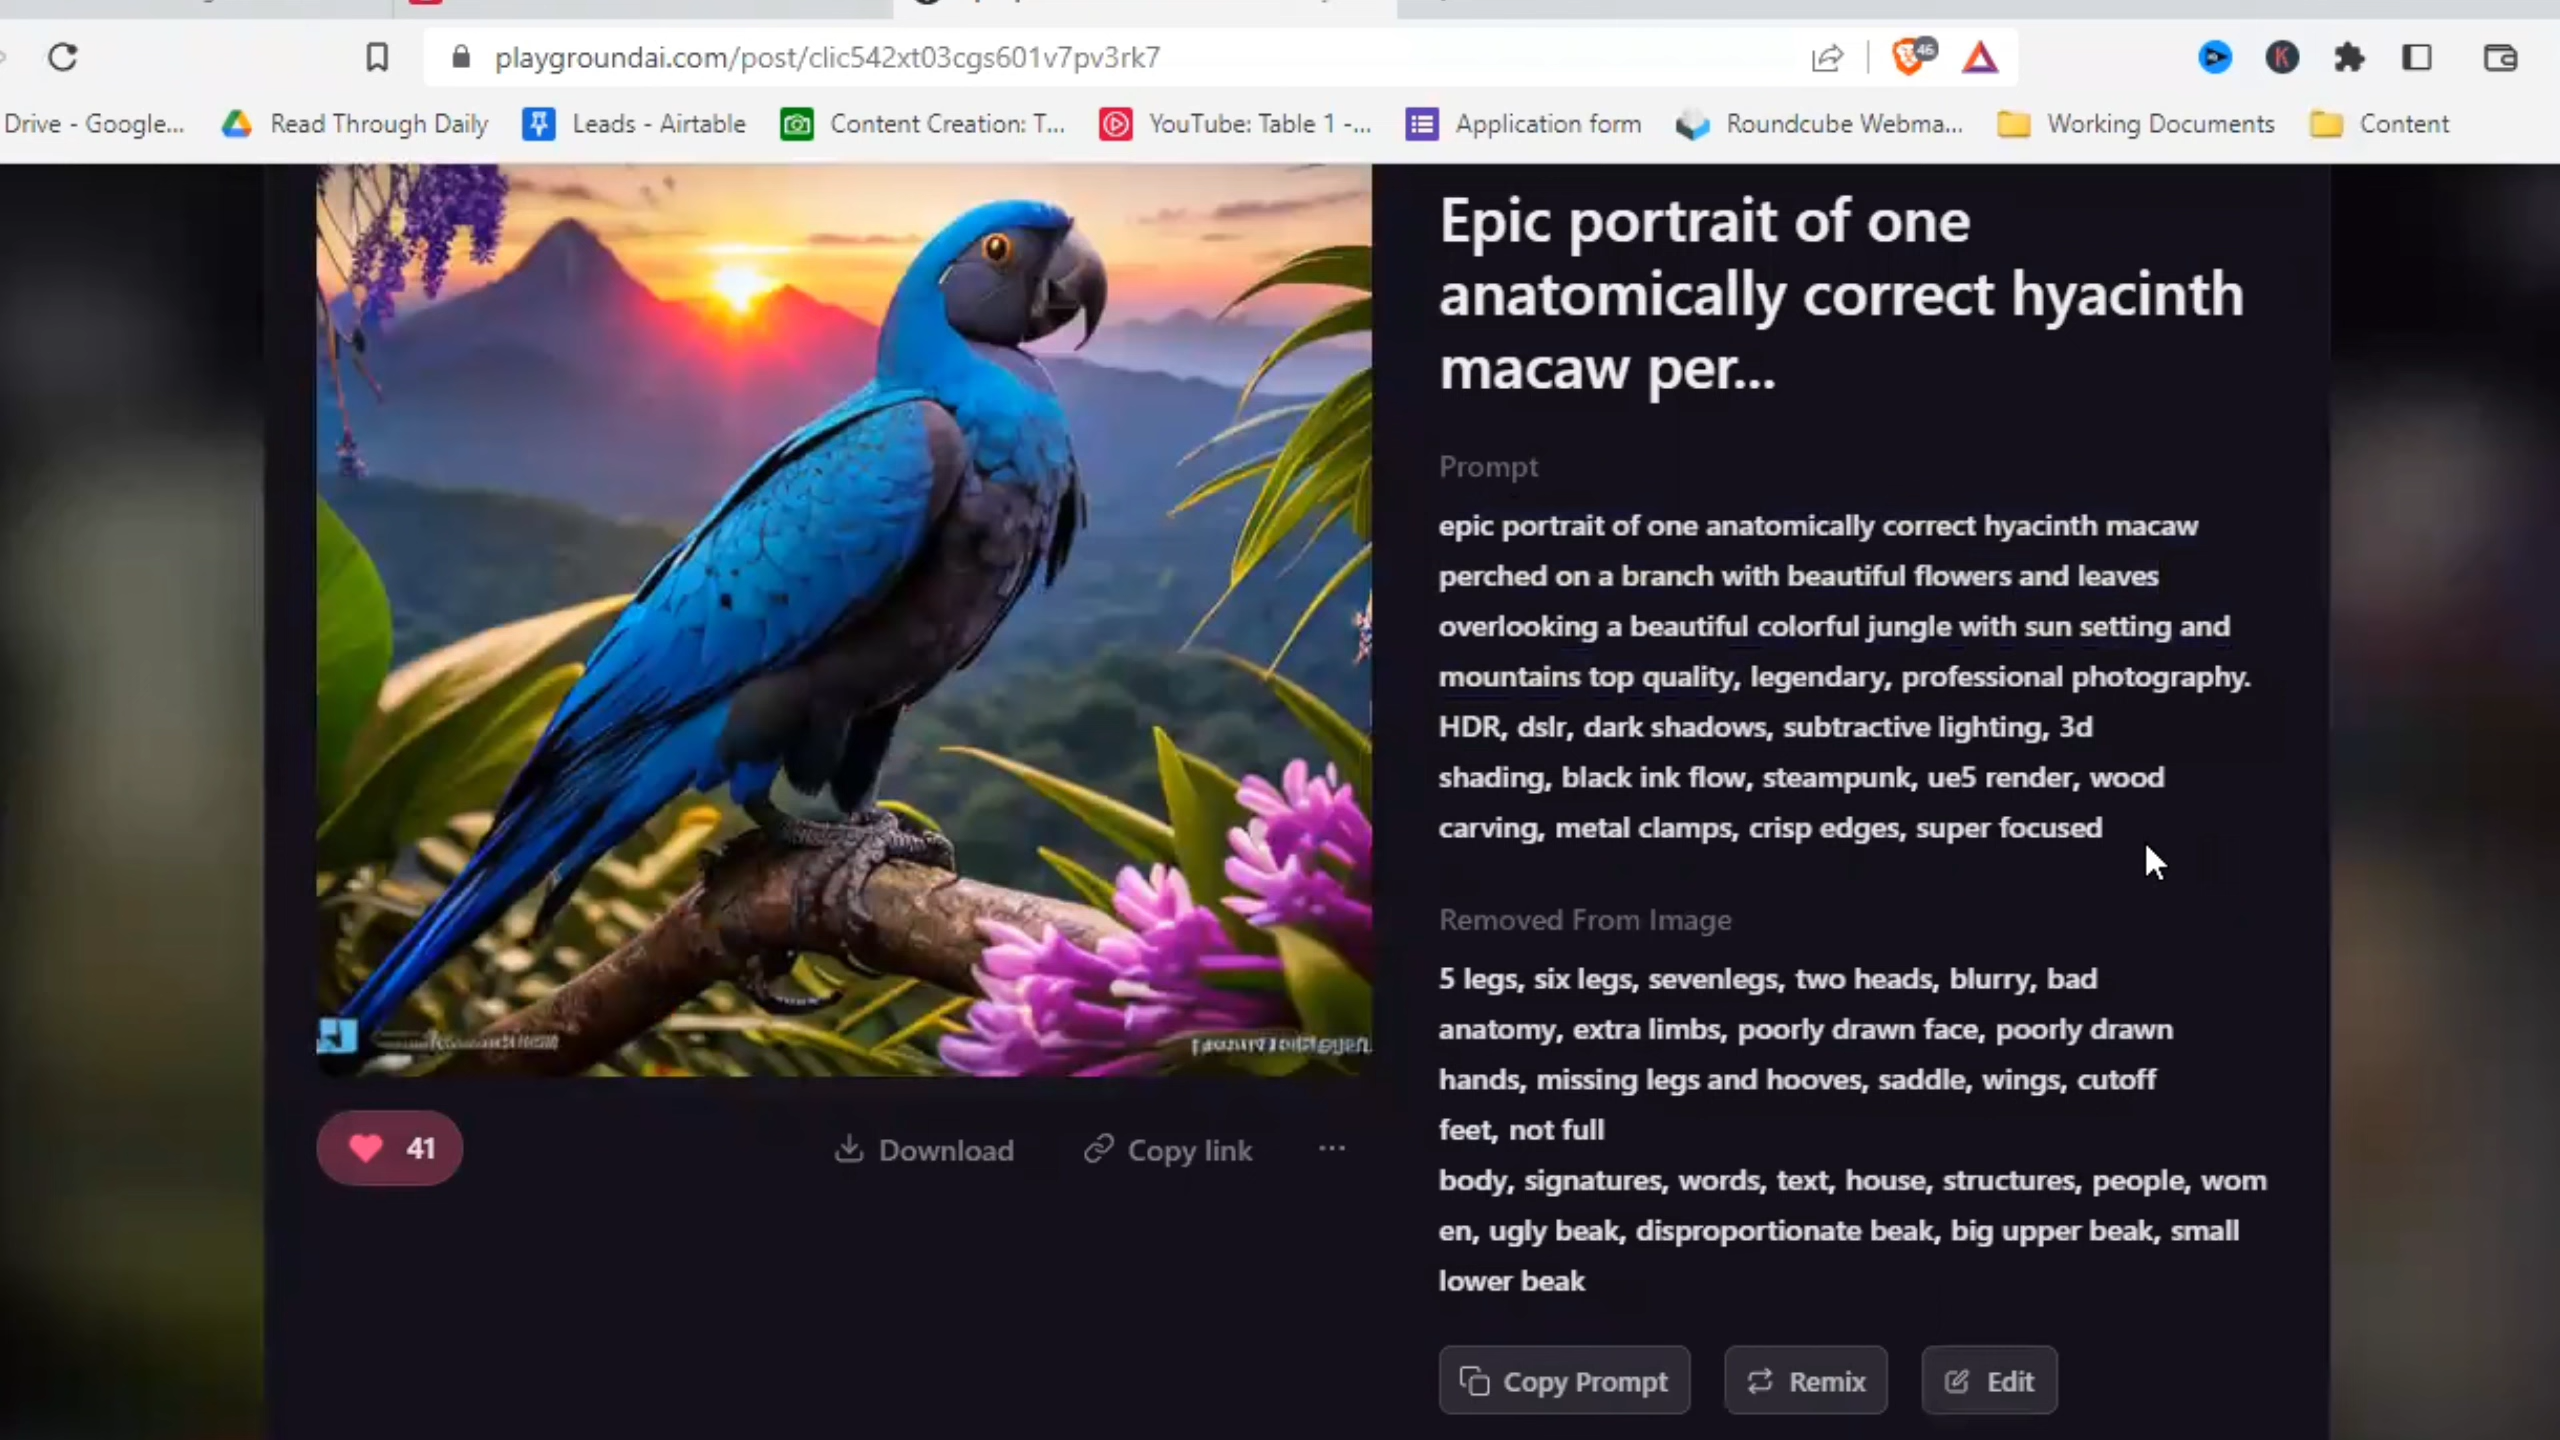 playgroundai.com/post/clic542xt03cgs601v7pv3rk7
46
K
Drive - Google...
Read Through Daily
Leads - Airtable
Content Creation: T...
YouTube: Table 1 -...
Application form
Roundcube Webma...
Working Documents
Content
Epic portrait of one
anatomically correct hyacinth
macaw per...
Prompt
epic portrait of one anatomically correct hyacinth macaw
perched on a branch with beautiful flowers and leaves
overlooking a beautiful colorful jungle with sun setting and
mountains top quality, legendary, professional photography.
HDR, dslr, dark shadows, subtractive lighting, 3d
shading, black ink flow, steampunk, ue5 render, wood
carving, metal clamps, crisp edges, super focused
Removed From Image
5 legs, six legs, sevenlegs, two heads, blurry, bad
anatomy, extra limbs, poorly drawn face, poorly drawn
hands, missing legs and hooves, saddle, wings, cutoff
feet, not full
body, signatures, words, text, house, structures, people, wom
en, ugly beak, disproportionate beak, big upper beak, small
lower beak
41
Download
Copy link
Copy Prompt
Remix
Edit